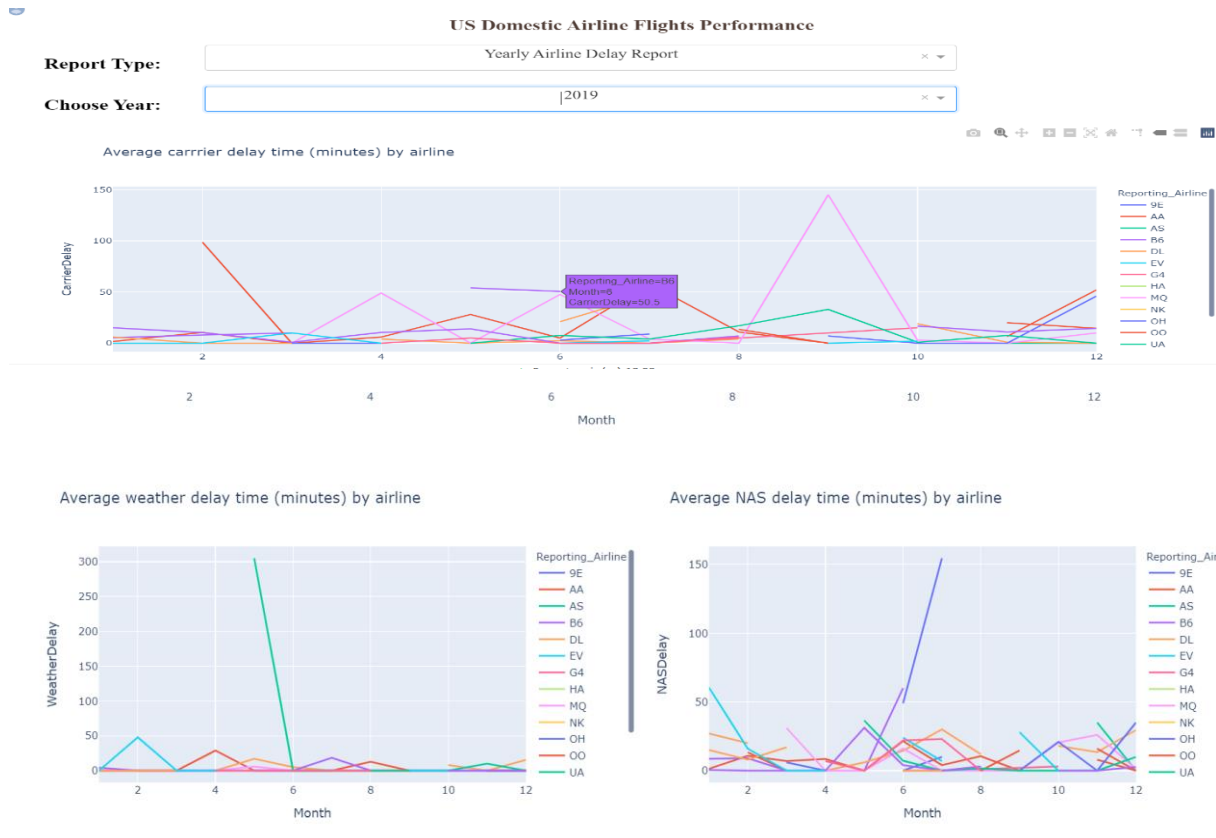 US Domestic Airline Flights Performance
Report Type:
Yearly Airline Delay Report
×
Choose Year:
2019
×
Average carrrier delay time (minutes) by airline
CarrierDelay
150
100
50
0
2
4
6
8
10
12
Reporting_Airline=B6
Month=6
CarrierDelay=50.5
Reporting_Airline
9E
AA
AS
B6
DL
EV
G4
HA
MQ
NK
OH
OO
UA
2
4
6
8
10
12
Month
Average weather delay time (minutes) by airline
WeatherDelay
300
250
200
150
100
50
0
2
4
6
8
10
12
Month
Reporting_Airline
9E
AA
AS
B6
DL
EV
G4
HA
MQ
NK
OH
OO
UA
Average NAS delay time (minutes) by airline
NASDelay
150
100
50
0
2
4
6
8
10
12
Month
Reporting_Air
9E
AA
AS
B6
DL
EV
G4
HA
MQ
NK
OH
OO
UA